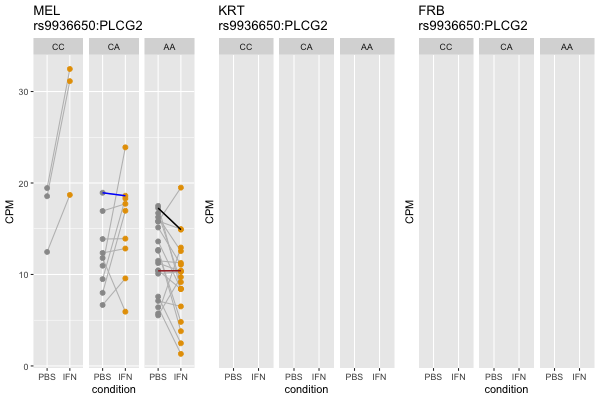 MEL
rs9936650:PLCG2
KRT
rs9936650:PLCG2
FRB
rs9936650:PLCG2
CC CA AA
CC CA AA
CC CA AA
CPM
30
20
10
0
CPM
CPM
PBS IFN PBS IFN PBS IFN
PBS IFN PBS IFN PBS IFN
PBS IFN PBS IFN PBS IFN
condition
condition
condition